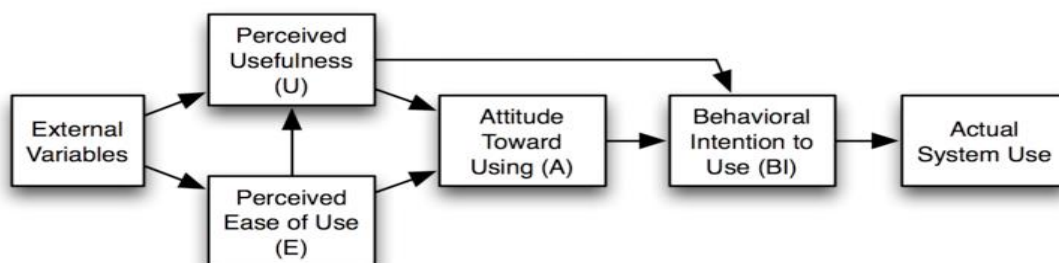 Perceived
Usefulness
(U)
External
Variables
Perceived
Ease of Use
(E)
Attitude
Toward
Using (A)
Behavioral
Intention to
Use (BI)
Actual
System Use